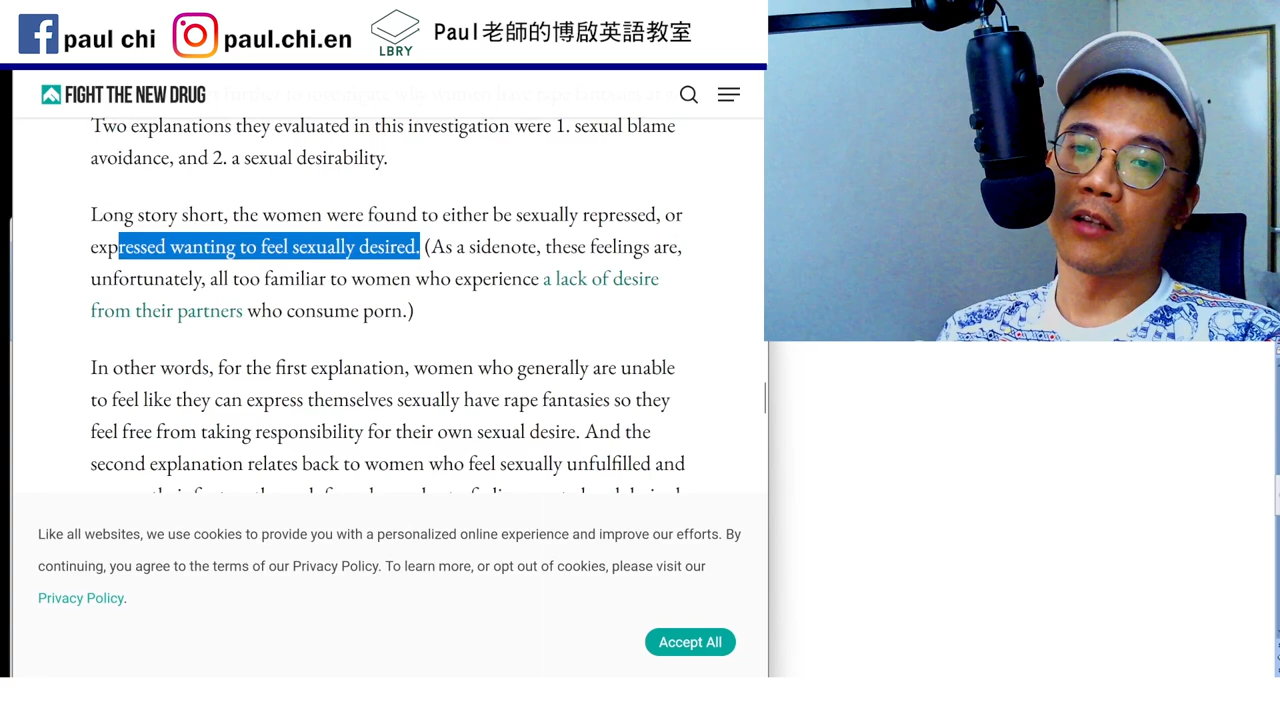 paul chi
paul.chi.en
LBRY
Paul老師的博啟英語教室
FIGHT THE NEW DRUG
Two explanations they evaluated in this investigation were 1. sexual blame
avoidance, and 2. a sexual desirability.
Long story short, the women were found to either be sexually repressed, or
expressed wanting to feel sexually desired. (As a sidenote, these feelings are,
unfortunately, all too familiar to women who experience a lack of desire
from their partners who consume porn.)
In other words, for the first explanation, women who generally are unable
to feel like they can express themselves sexually have rape fantasies so they
feel free from taking responsibility for their own sexual desire. And the
second explanation relates back to women who feel sexually unfulfilled and
Like all websites, we use cookies to provide you with a personalized online experience and improve our efforts. By
continuing, you agree to the terms of our Privacy Policy. To learn more, or opt out of cookies, please visit our
Privacy Policy.
Accept All